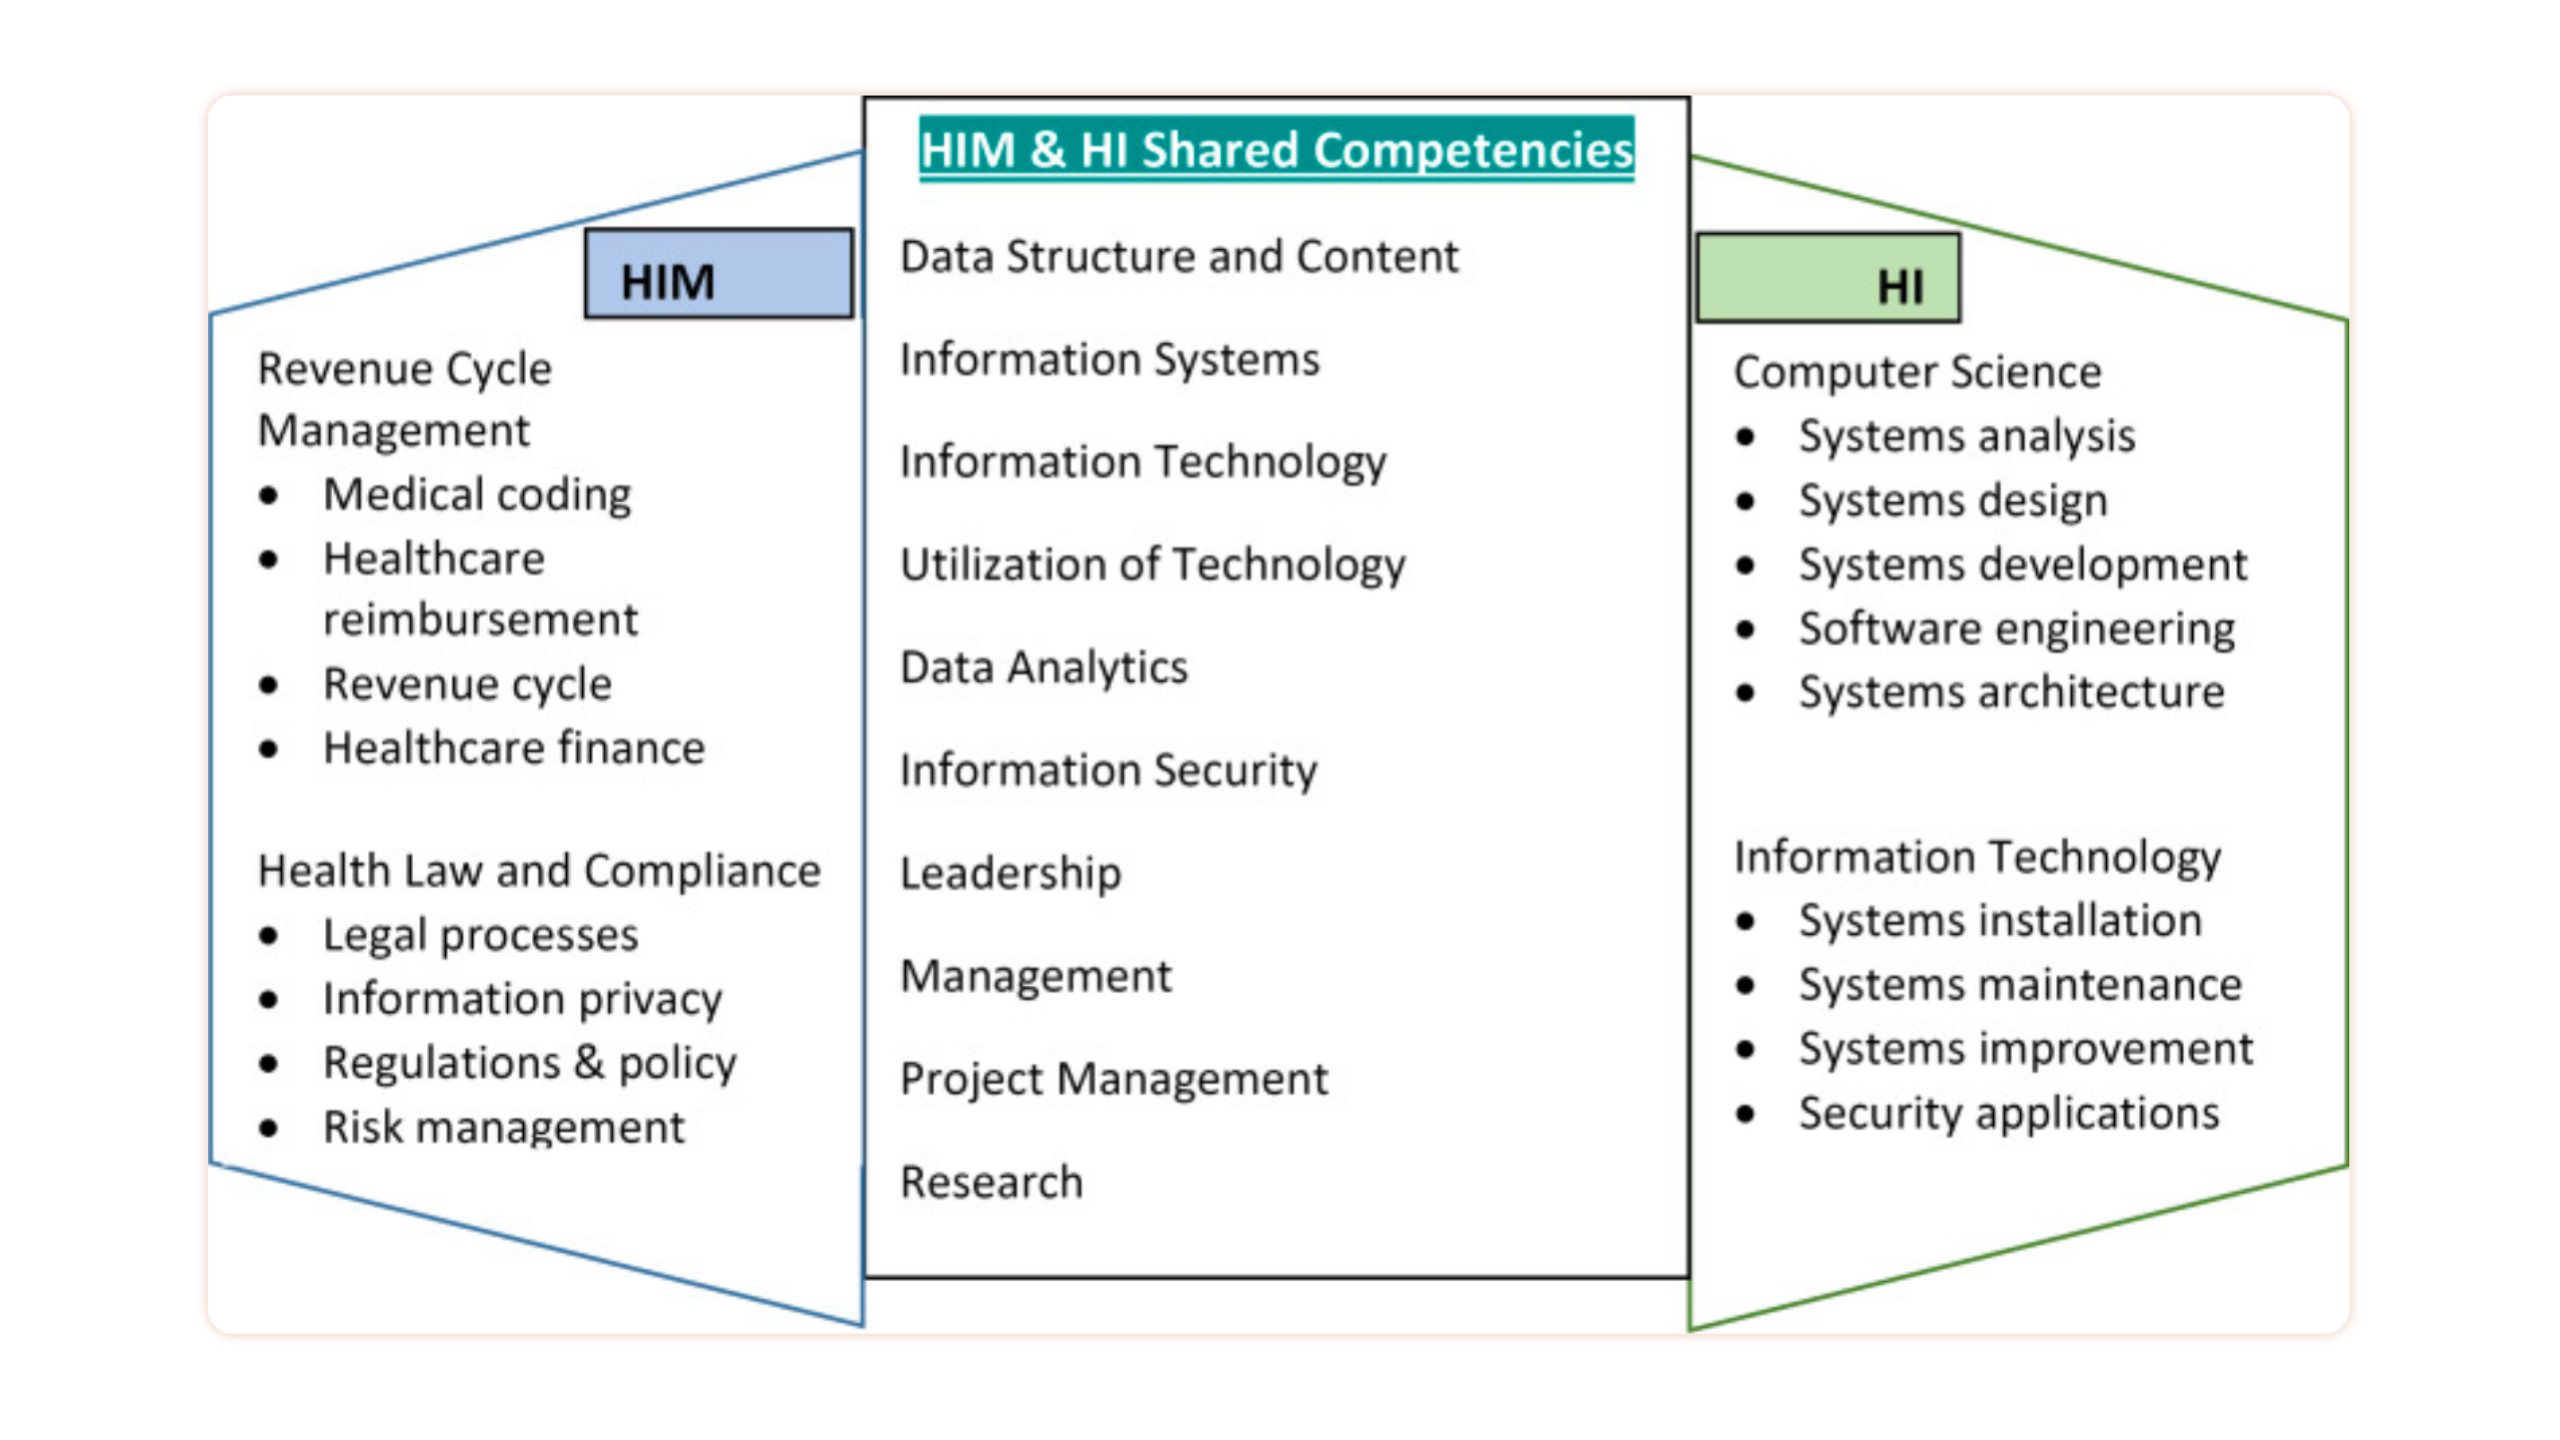 HIM & HI Shared Competencies
HIM
Revenue Cycle
Management
• Medical coding
• Healthcare
reimbursement
• Revenue cycle
• Healthcare finance
Health Law and Compliance
• Legal processes
• Information privacy
• Regulations & policy
• Risk management
Data Structure and Content
Information Systems
Information Technology
Utilization of Technology
Data Analytics
Information Security
Leadership
Management
Project Management
Research
HI
Computer Science
• Systems analysis
• Systems design
• Systems development
• Software engineering
• Systems architecture
Information Technology
• Systems installation
• Systems maintenance
• Systems improvement
• Security applications